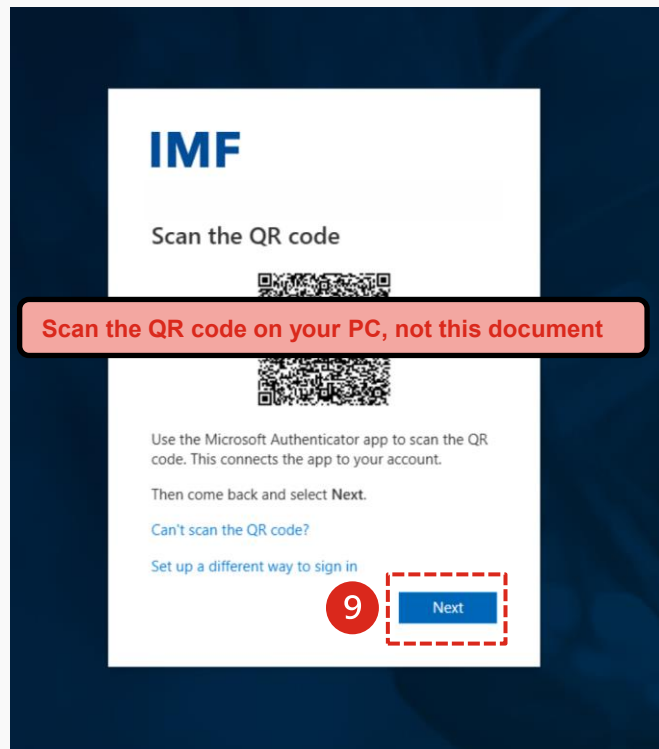 IMF
Scan the QR code
Scan the QR code on your PC, not this document
Use the Microsoft Authenticator app to scan the QR
code. This connects the app to your account.
Then come back and select Next.
Can't scan the QR code?
Set up a different way to sign in
9
Next